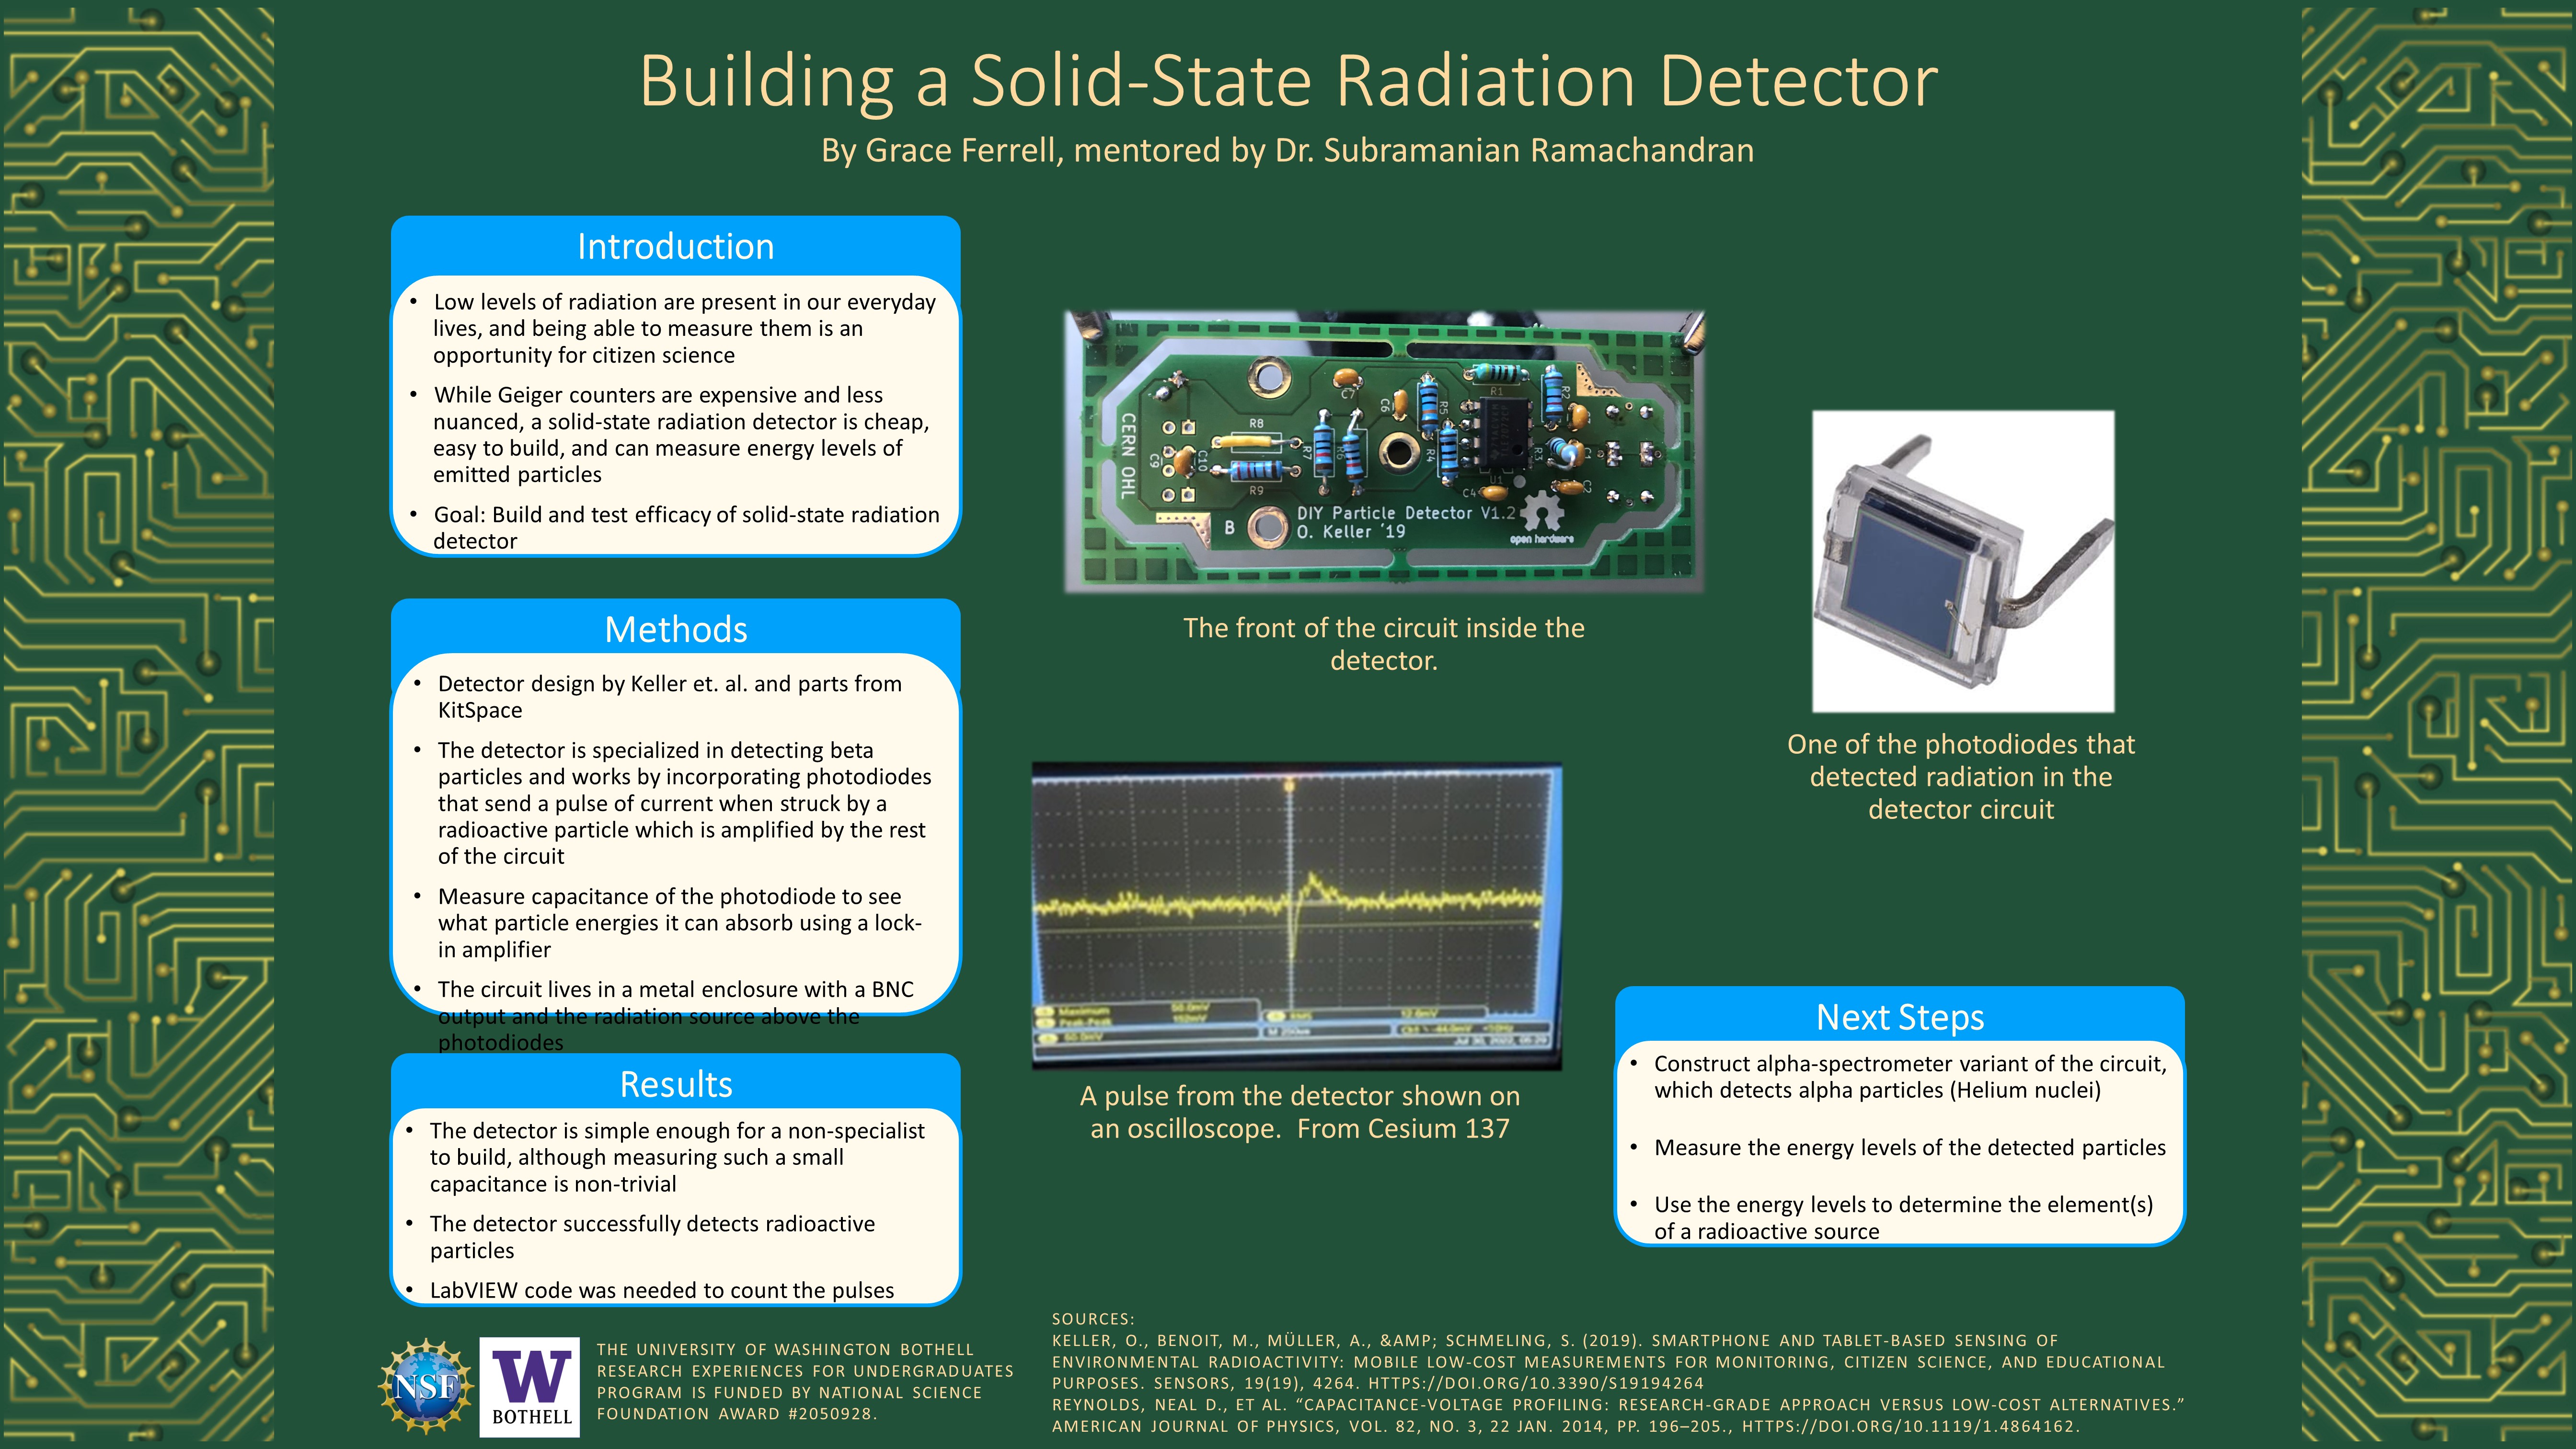 Building a Solid-State Radiation Detector
By Grace Ferrell, mentored by Dr. Subramanian Ramachandran
Introduction
• Low levels of radiation are present in our everyday
lives, and being able to measure them is an
opportunity for citizen science
• While Geiger counters are expensive and less
nuanced, a solid-state radiation detector is cheap,
easy to build, and can measure energy levels of
emitted particles
• Goal: Build and test efficacy of solid-state radiation
detector
Methods
• Detector design by Keller et. al. and parts from
KitSpace
• The detector is specialized in detecting beta
particles and works by incorporating photodiodes
that send a pulse of current when struck by a
radioactive particle which is amplified by the rest
of the circuit
• Measure capacitance of the photodiode to see
what particle energies it can absorb using a lock-
in amplifier
• The circuit lives in a metal enclosure with a BNC
output and the radiation source above the
photodiodes
Results
• The detector is simple enough for a non-specialist
to build, although measuring such a small
capacitance is non-trivial
• The detector successfully detects radioactive
particles
• LabVIEW code was needed to count the pulses
CERN OHL
C9
C10
R8
R9
R7
R6
C7
C6
R5
R4
R1
R2
R3
U1
C4
C2
B
DIY Particle Detector V1.2
O. Keller '19
open hardware
The front of the circuit inside the
detector.
One of the photodiodes that
detected radiation in the
detector circuit
Maximum
Peak-Peak
RMS
A pulse from the detector shown on
an oscilloscope.  From Cesium 137
Next Steps
• Construct alpha-spectrometer variant of the circuit,
which detects alpha particles (Helium nuclei)
• Measure the energy levels of the detected particles
• Use the energy levels to determine the element(s)
of a radioactive source
NSF
W
BOTHELL
THE UNIVERSITY OF WASHINGTON BOTHELL
RESEARCH EXPERIENCES FOR UNDERGRADUATES
PROGRAM IS FUNDED BY NATIONAL SCIENCE
FOUNDATION AWARD #2050928.
SOURCES:
KELLER, O., BENOIT, M., MÜLLER, A., &AMP; SCHMELING, S. (2019). SMARTPHONE AND TABLET-BASED SENSING OF
ENVIRONMENTAL RADIOACTIVITY: MOBILE LOW-COST MEASUREMENTS FOR MONITORING, CITIZEN SCIENCE, AND EDUCATIONAL
PURPOSES. SENSORS, 19(19), 4264. HTTPS://DOI.ORG/10.3390/S19194264
REYNOLDS, NEAL D., ET AL. “CAPACITANCE-VOLTAGE PROFILING: RESEARCH-GRADE APPROACH VERSUS LOW-COST ALTERNATIVES.”
AMERICAN JOURNAL OF PHYSICS, VOL. 82, NO. 3, 22 JAN. 2014, PP. 196–205., HTTPS://DOI.ORG/10.1119/1.4864162.